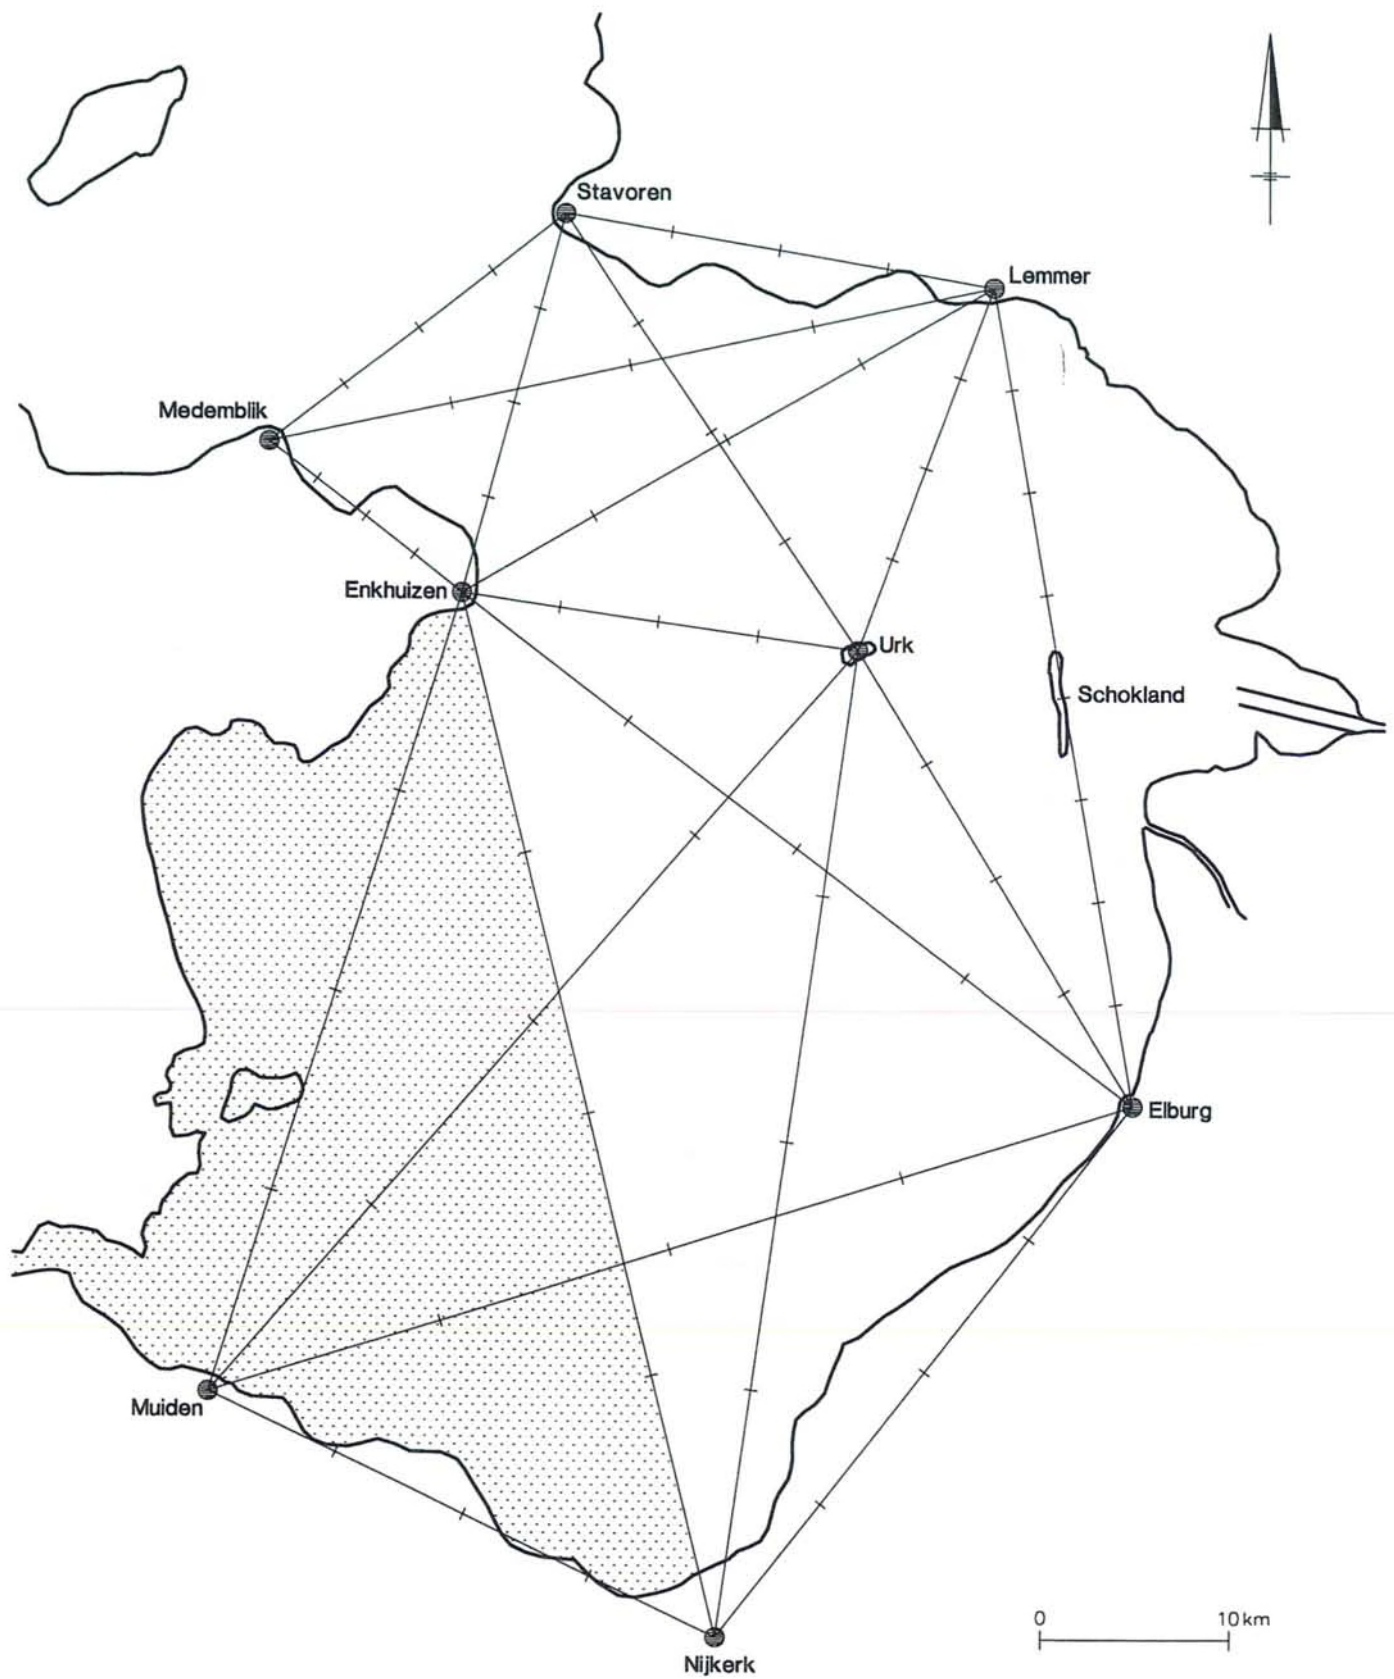 Stavoren
Lemmer
Medemblik
Enkhuizen
Urk
Schokland
Elburg
Muiden
Nijkerk
0 10 km